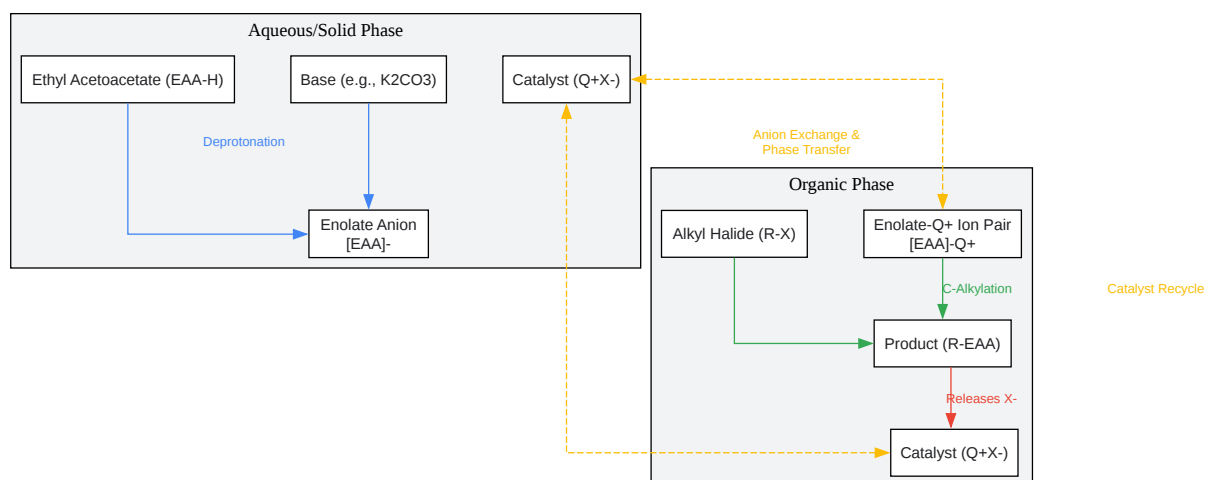 Aqueous/Solid Phase
Ethyl Acetoacetate (EAA-H)
Base (e.g., K2CO3)
Catalyst (Q+X-)
Deprotonation
Anion Exchange &
Phase Transfer
Organic Phase
Enolate Anion
[EAA]-
Alkyl Halide (R-X)
Enolate-Q+ Ion Pair
[EAA]-Q+
C-Alkylation
Catalyst Recycle
Product (R-EAA)
Releases X-
Catalyst (Q+X-)